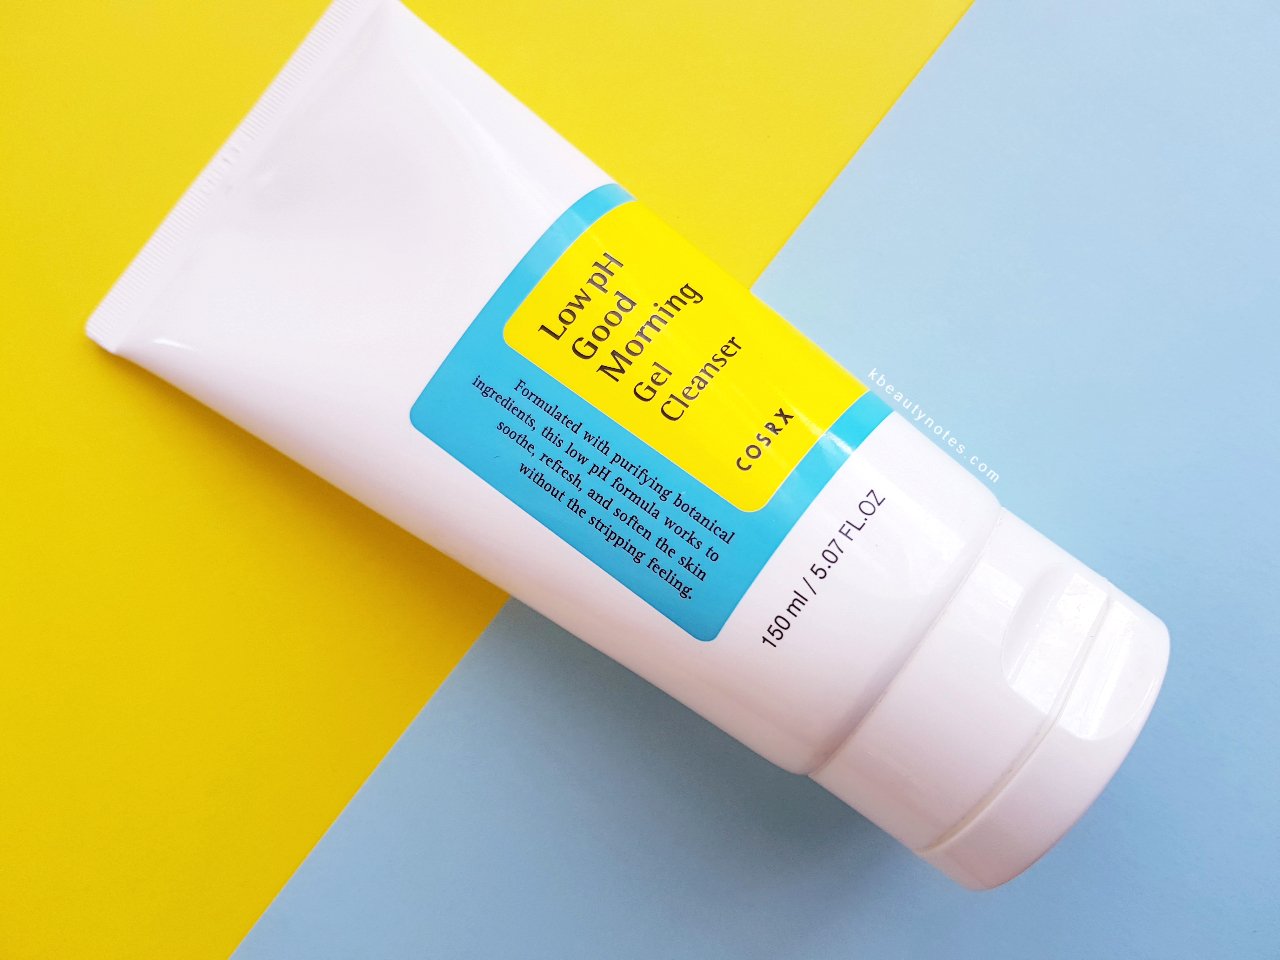 Low pH
Good
Morning
Gel
Cleanser
COSRX
Formulated with purifying botanical
ingredients, this low pH formula works to
soothe, refresh, and soften the skin
without the stripping feeling.
150 ml / 5.07 FL.OZ
kbeautynotes.com